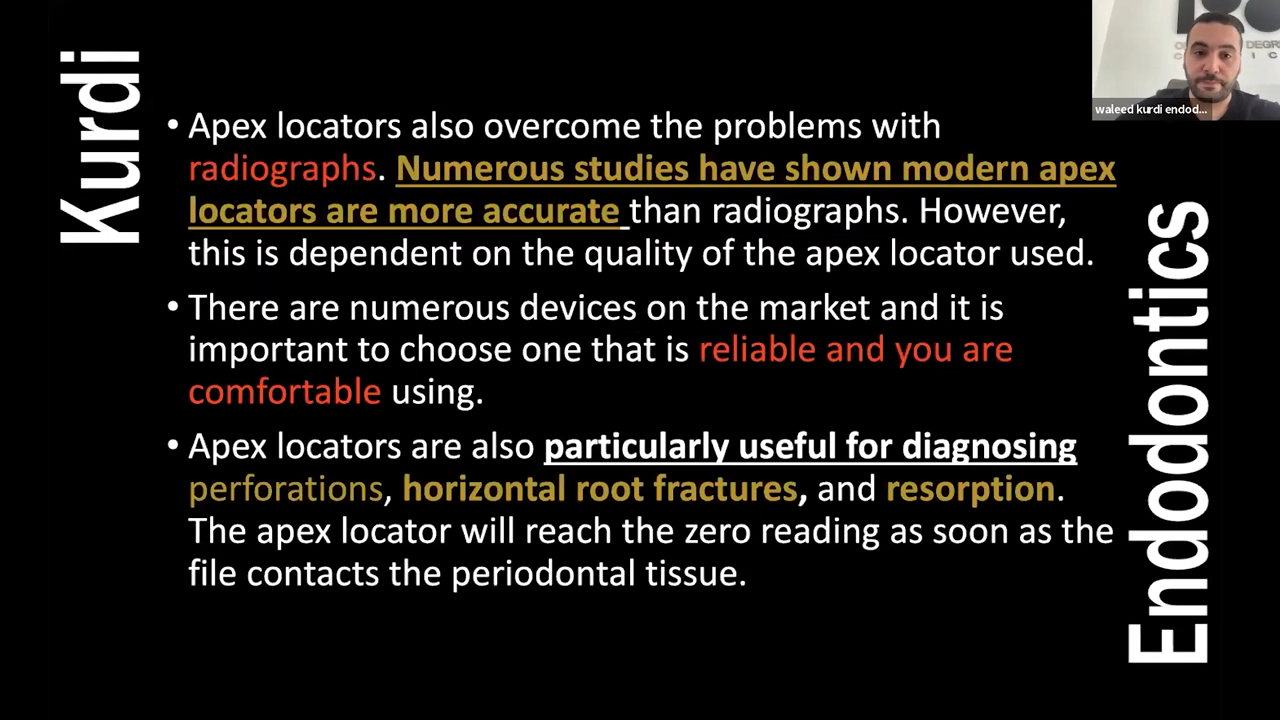 Kurdi
• Apex locators also overcome the problems with
radiographs. Numerous studies have shown modern apex
locators are more accurate than radiographs. However,
this is dependent on the quality of the apex locator used.
• There are numerous devices on the market and it is
important to choose one that is reliable and you are
comfortable using.
• Apex locators are also particularly useful for diagnosing
perforations, horizontal root fractures, and resorption.
The apex locator will reach the zero reading as soon as the
file contacts the periodontal tissue.
Endodontics
waleed kurdi endod...